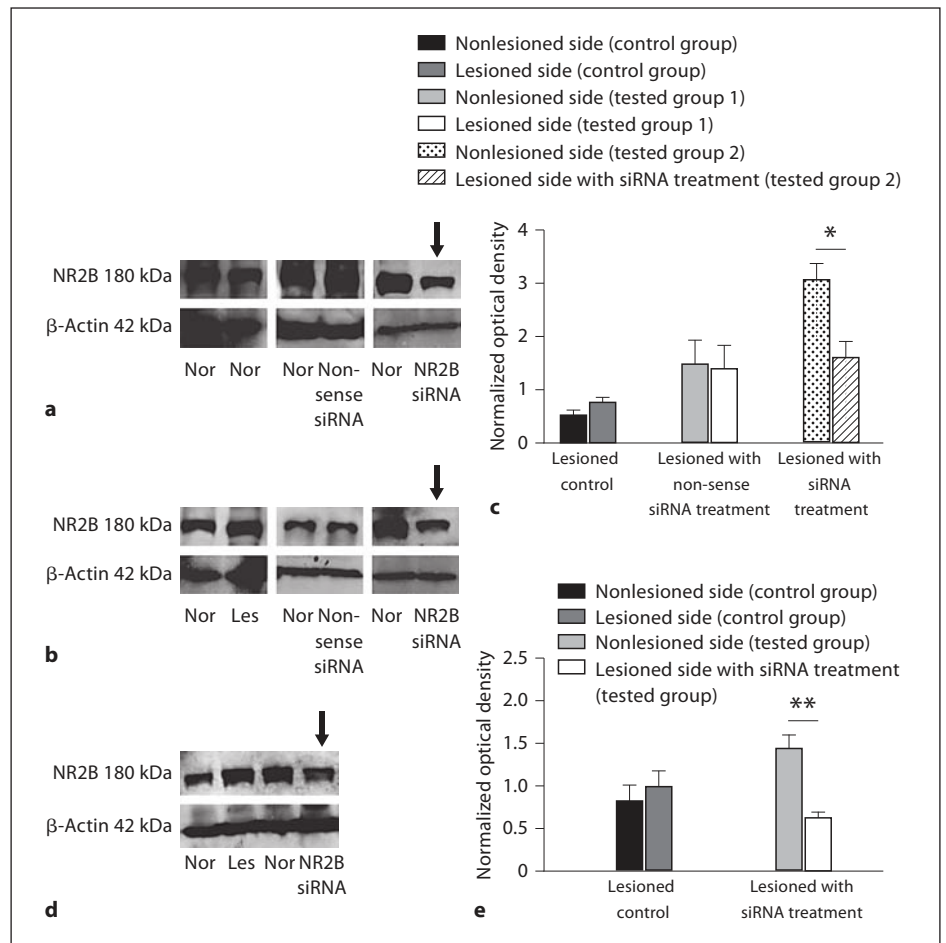 Nonlesioned side (control group)
Lesioned side (control group)
Nonlesioned side (tested group 1)
Lesioned side (tested group 1)
Nonlesioned side (tested group 2)
Lesioned side with siRNA treatment (tested group 2)
NR2B 180 kDa
β-Actin 42 kDa
Nor Nor Nor Non- Nor NR2B
sense siRNA
siRNA
a
Normalized optical density
4
3
2
1
0
*
Lesioned Lesioned with Lesioned with
control non-sense siRNA
siRNA treatment treatment
c
NR2B 180 kDa
β-Actin 42 kDa
Nor Les Nor Non- Nor NR2B
sense siRNA
siRNA
b
NR2B 180 kDa
β-Actin 42 kDa
Nor Les Nor NR2B
siRNA
d
Nonlesioned side (control group)
Lesioned side (control group)
Nonlesioned side (tested group)
Lesioned side with siRNA treatment
(tested group)
Normalized optical density
2.5
2.0
1.5
1.0
0.5
0
**
Lesioned Lesioned with
control siRNA treatment
e